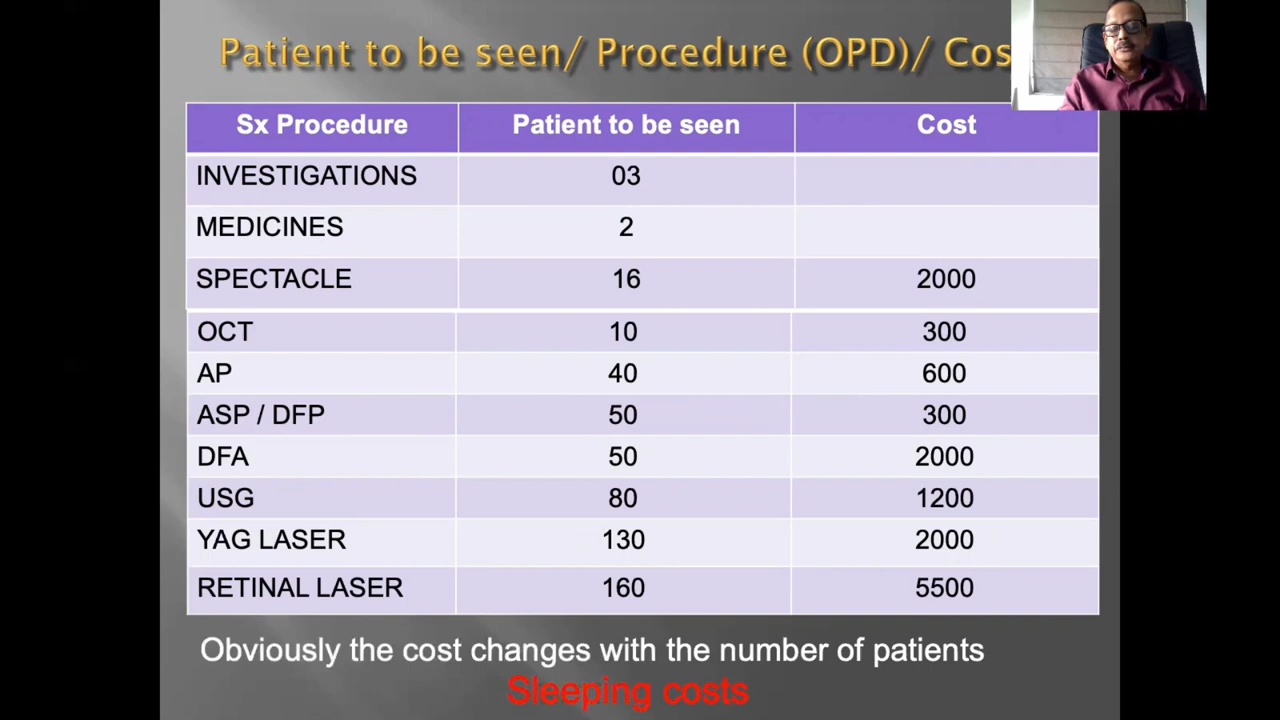 Patient to be seen/ Procedure (OPD)/ Cos
Sx Procedure Patient to be seen Cost
INVESTIGATIONS 03
MEDICINES 2
SPECTACLE 16 2000
OCT 10 300
AP 40 600
ASP / DFP 50 300
DFA 50 2000
USG 80 1200
YAG LASER 130 2000
RETINAL LASER 160 5500
Obviously the cost changes with the number of patients
Sleeping costs